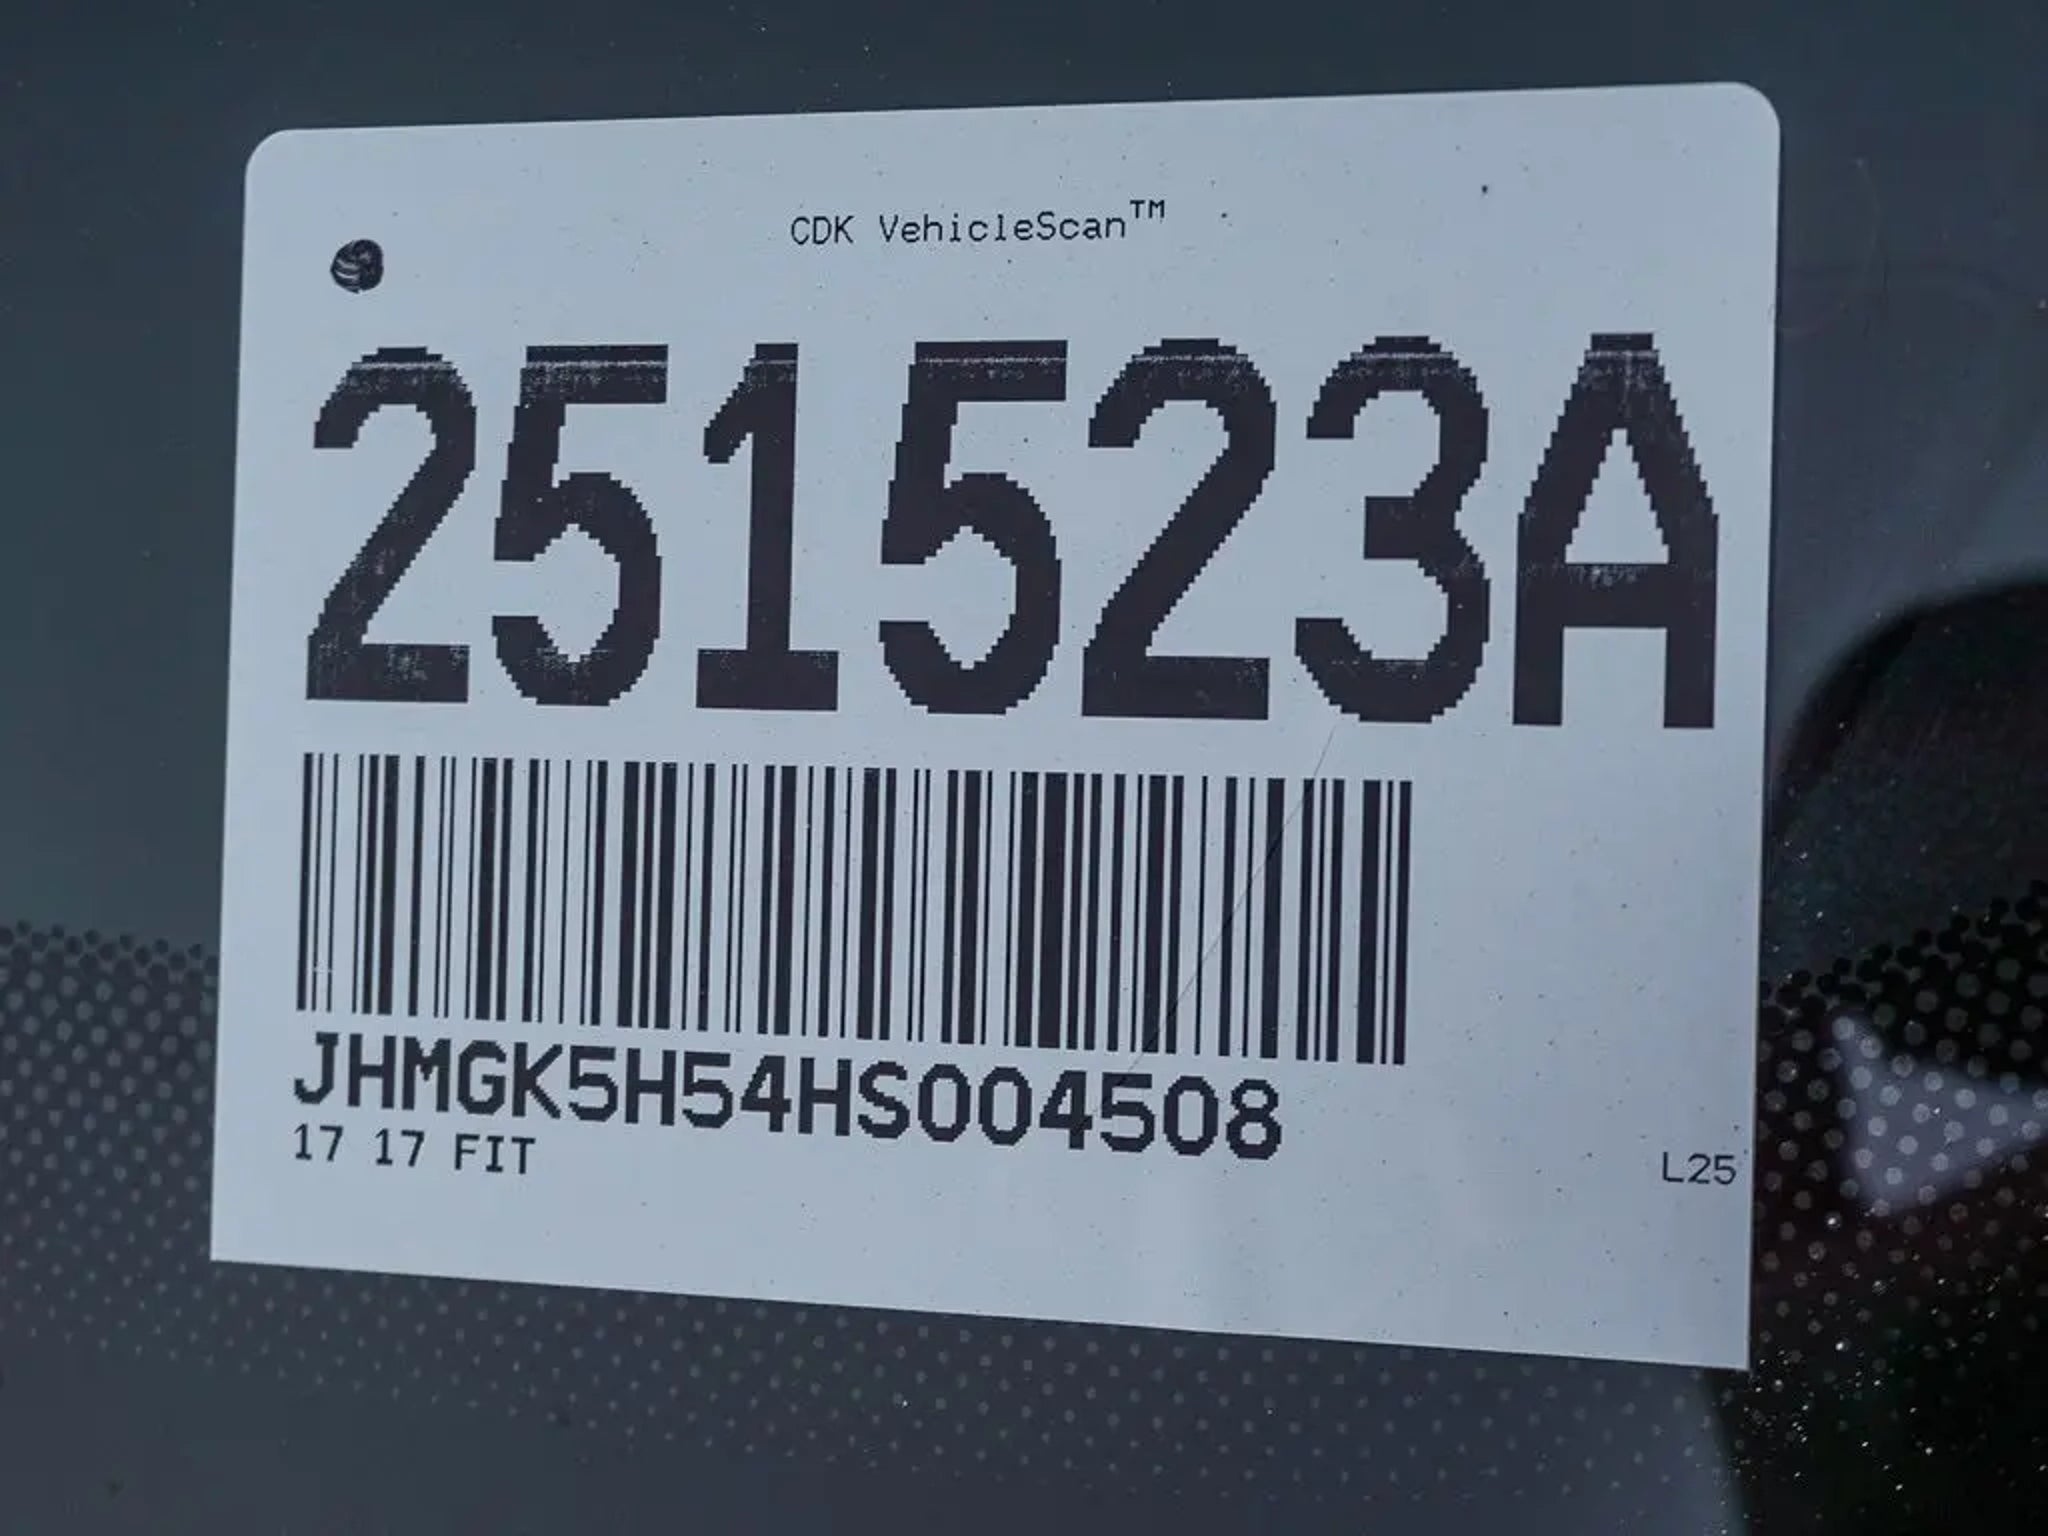 CDK VehicleScan™
251523A
JHMGK5H54HS004508
17 17 FIT
L25